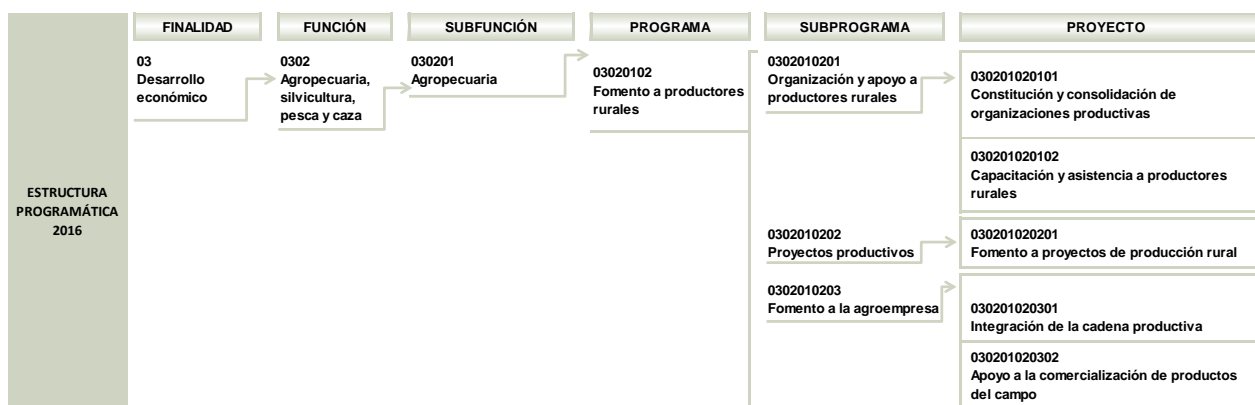 FINALIDAD
FUNCIÓN
SUBFUNCIÓN
PROGRAMA
SUBPROGRAMA
PROYECTO
ESTRUCTURA
PROGRAMÁTICA
2016
03
Desarrollo
económico
0302
Agropecuaria,
silvicultura,
pesca y caza
030201
Agropecuaria
03020102
Fomento a productores
rurales
0302010201
Organización y apoyo a
productores rurales
030201020101
Constitución y consolidación de
organizaciones productivas
030201020102
Capacitación y asistencia a productores
rurales
0302010202
Proyectos productivos
030201020201
Fomento a proyectos de producción rural
0302010203
Fomento a la agroempresa
030201020301
Integración de la cadena productiva
030201020302
Apoyo a la comercialización de productos
del campo